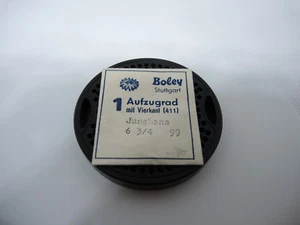 Boley
Stuttgart
1 Aufzugrad
mit Vierkant (411)
Junghans
6 3/4 99